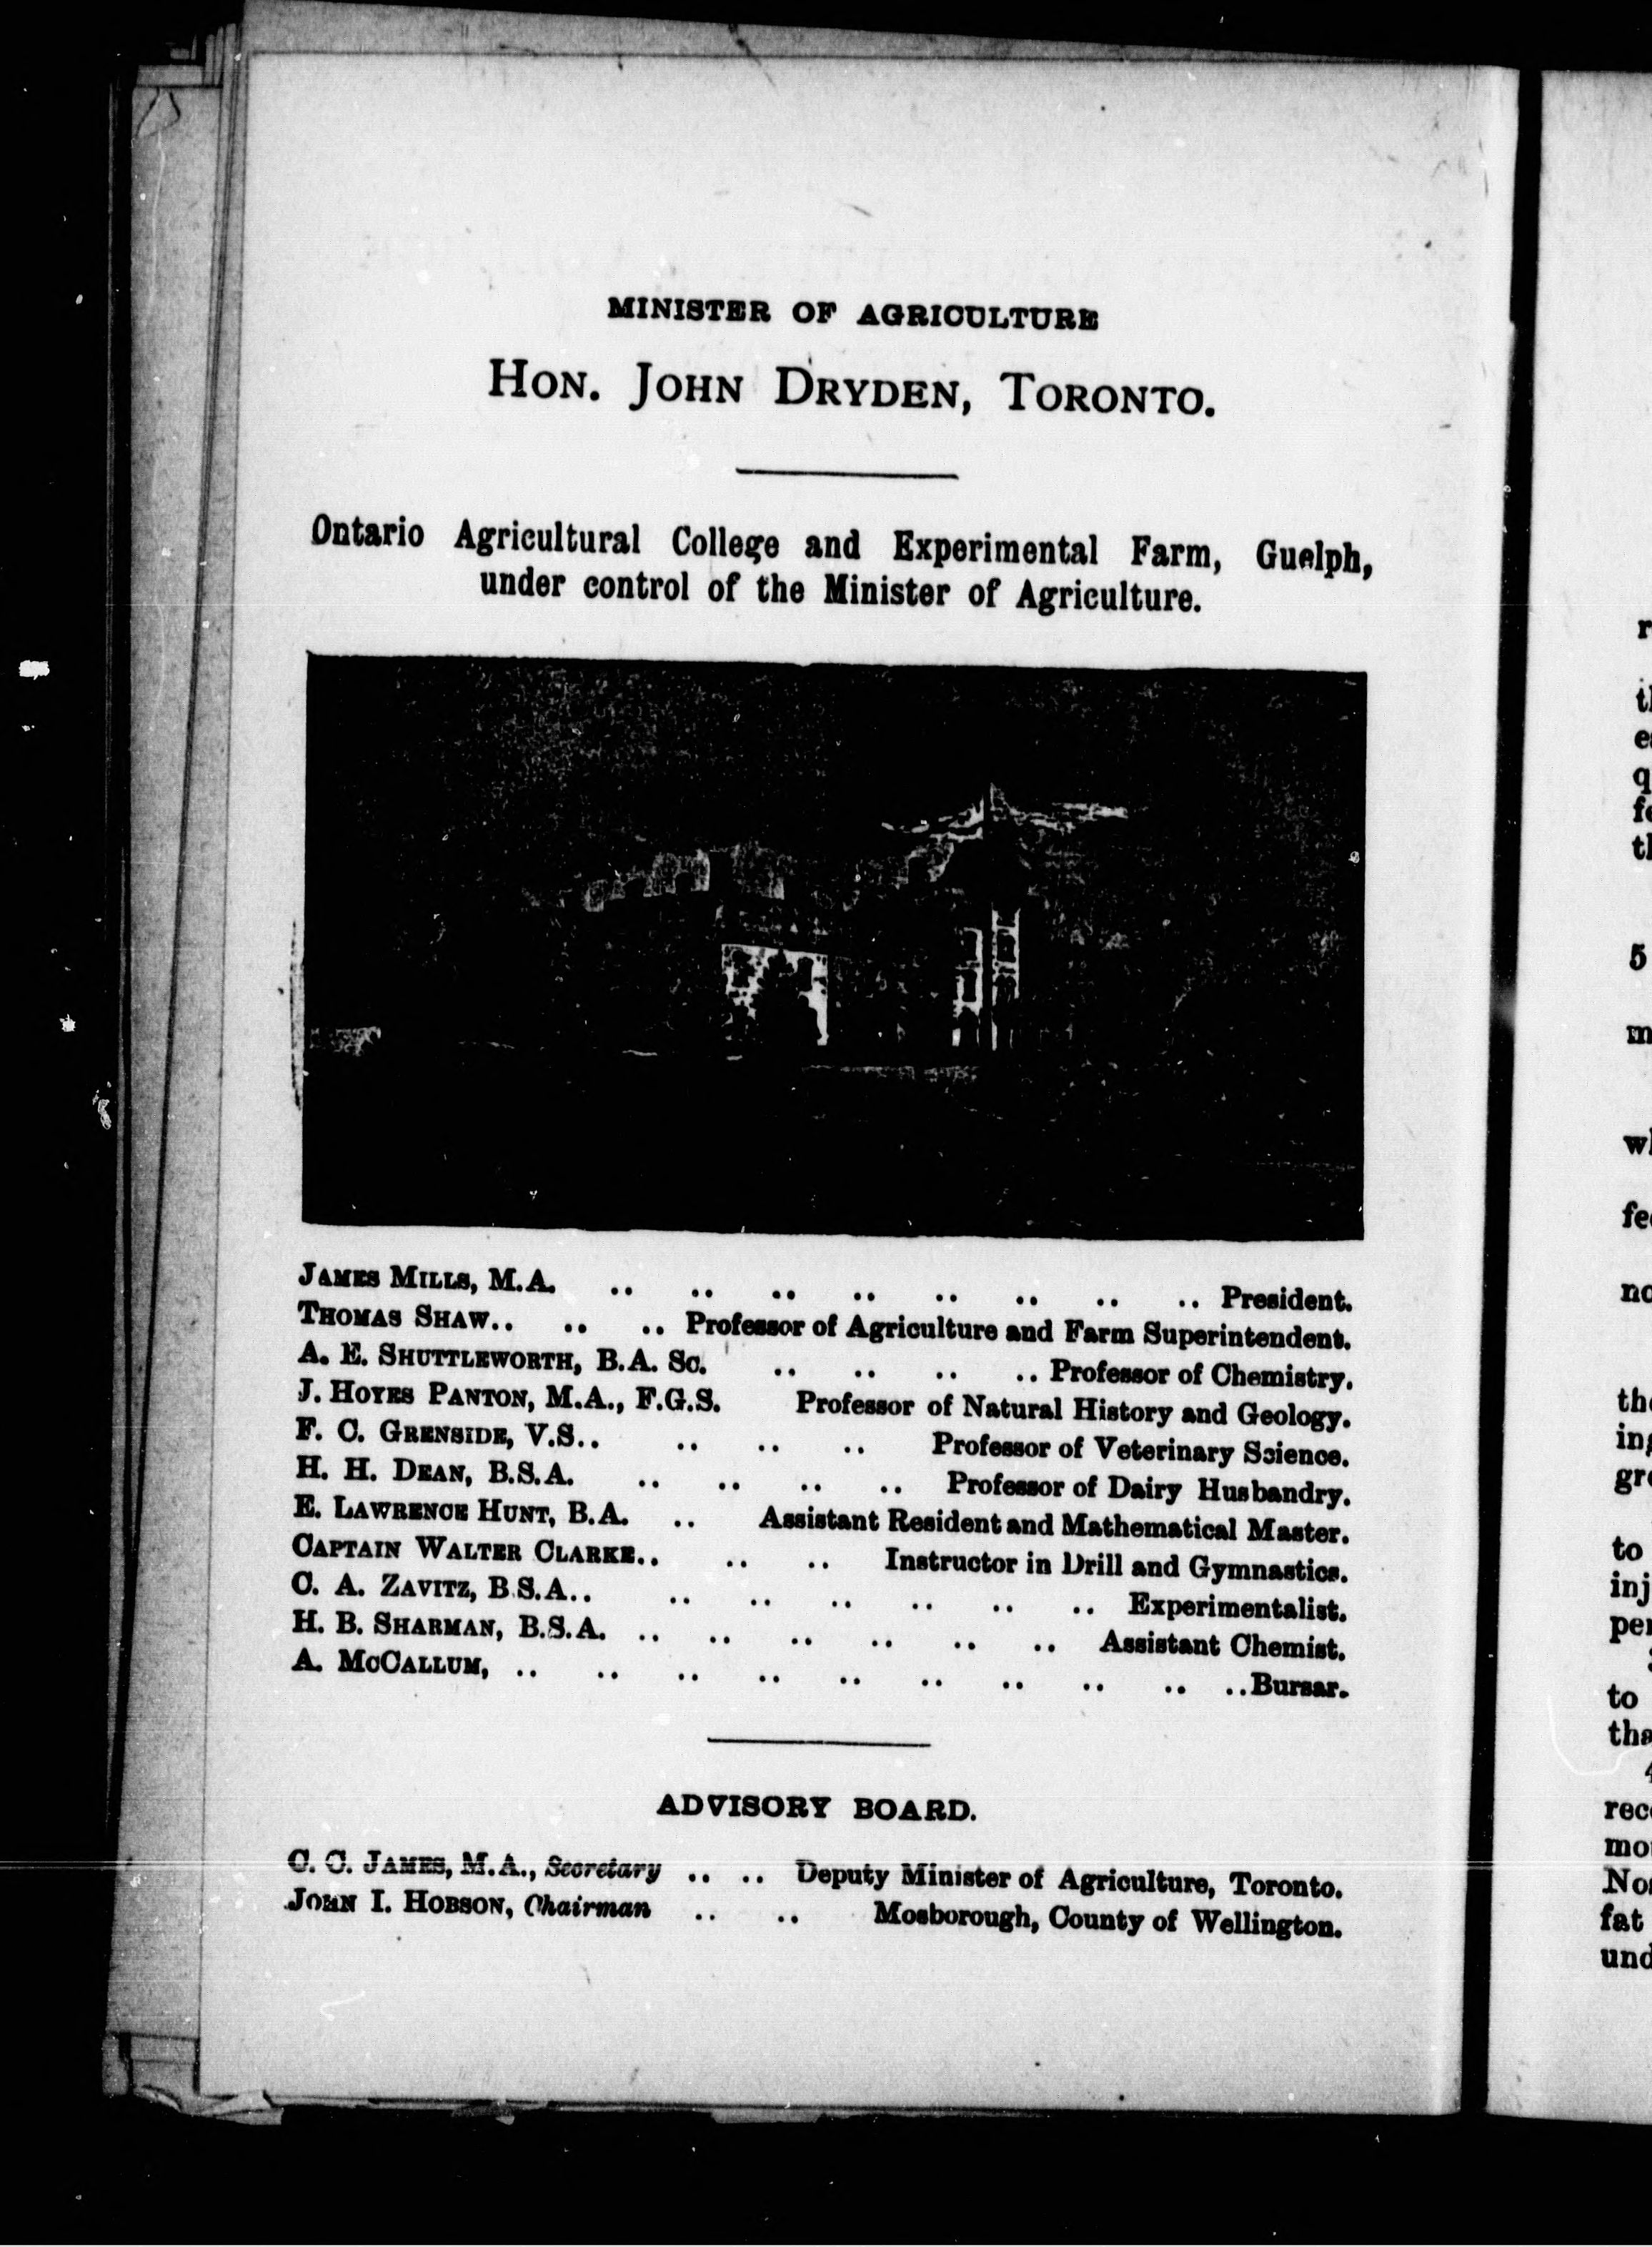 MINISTER OF AGRICULTURE
HON. JOHN DRYDEN, TORONTO.
Ontario Agricultural College and Experimental Farm, Guelph,
under control of the Minister of Agriculture.
JAMES MILLS, M.A. .. .. .. .. .. .. .. .. President.
THOMAS SHAW.. .. .. Professor of Agriculture and Farm Superintendent.
A. E. SHUTTLEWORTH, B.A. Sc. .. .. .. .. Professor of Chemistry.
J. HOYES PANTON, M.A., F.G.S. Professor of Natural History and Geology.
F. C. GRENSIDE, V.S.. .. .. .. Professor of Veterinary Science.
H. H. DEAN, B.S.A. .. .. .. .. Professor of Dairy Husbandry.
E. LAWRENCE HUNT, B.A. .. Assistant Resident and Mathematical Master.
CAPTAIN WALTER CLARKE.. .. .. Instructor in Drill and Gymnastics.
C. A. ZAVITZ, B.S.A.. .. .. .. .. .. .. Experimentalist.
H. B. SHARMAN, B.S.A. .. .. .. .. .. .. Assistant Chemist.
A. MCCALLUM, .. .. .. .. .. .. .. .. .. ..Bursar.
ADVISORY BOARD.
C. C. JAMES, M.A., Secretary .. .. Deputy Minister of Agriculture, Toronto.
JOHN I. HOBSON, Chairman .. .. Mosborough, County of Wellington.